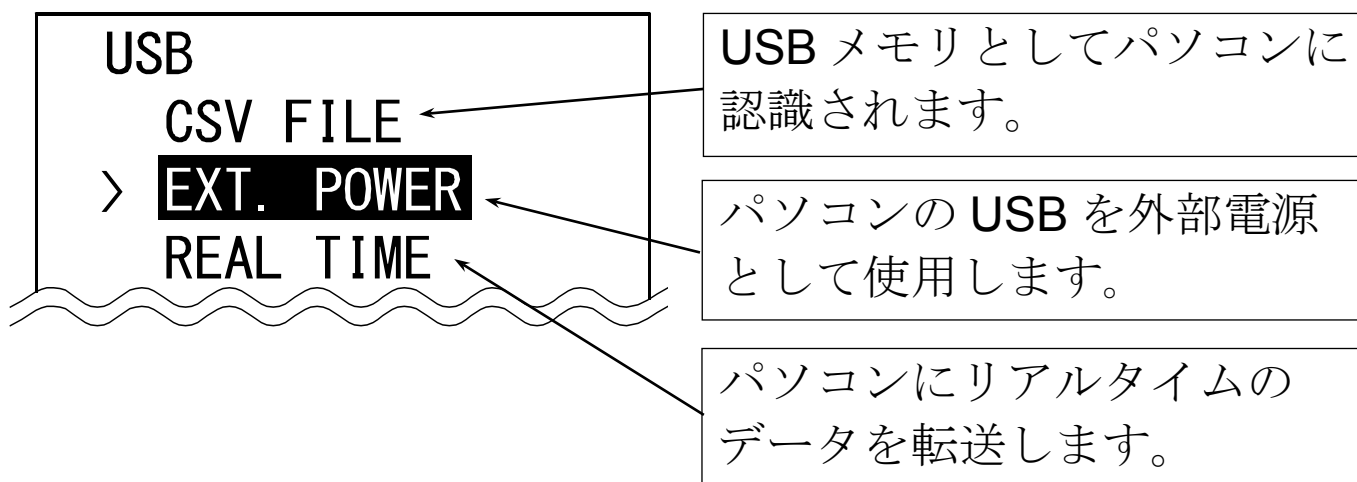 USB
CSV FILE
> EXT. POWER
REAL TIME
USB メモリとしてパソコンに
認識されます。
パソコンの USB を外部電源
として使用します。
パソコンにリアルタイムの
データを転送します。